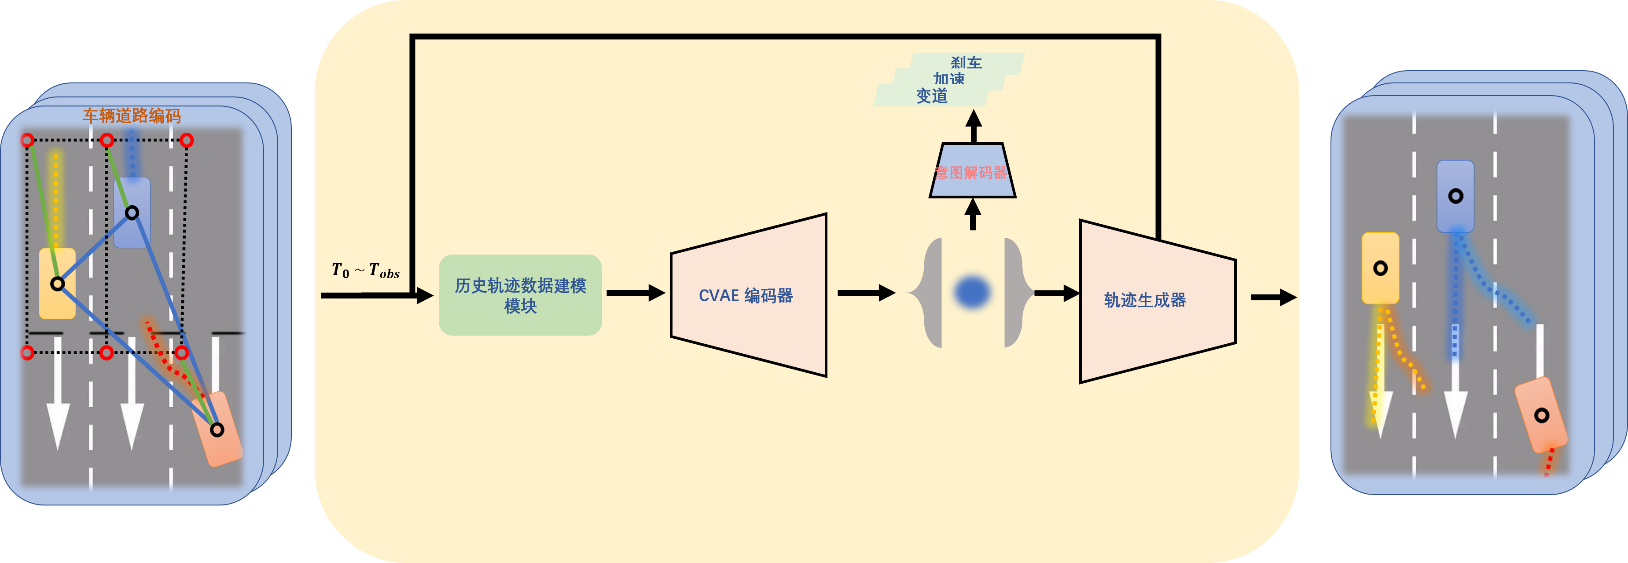 车辆道路编码
T₀ ~ Tobs
历史轨迹数据建模
模块
CVAE 编码器
刹车
加速
变道
意图解码器
轨迹生成器